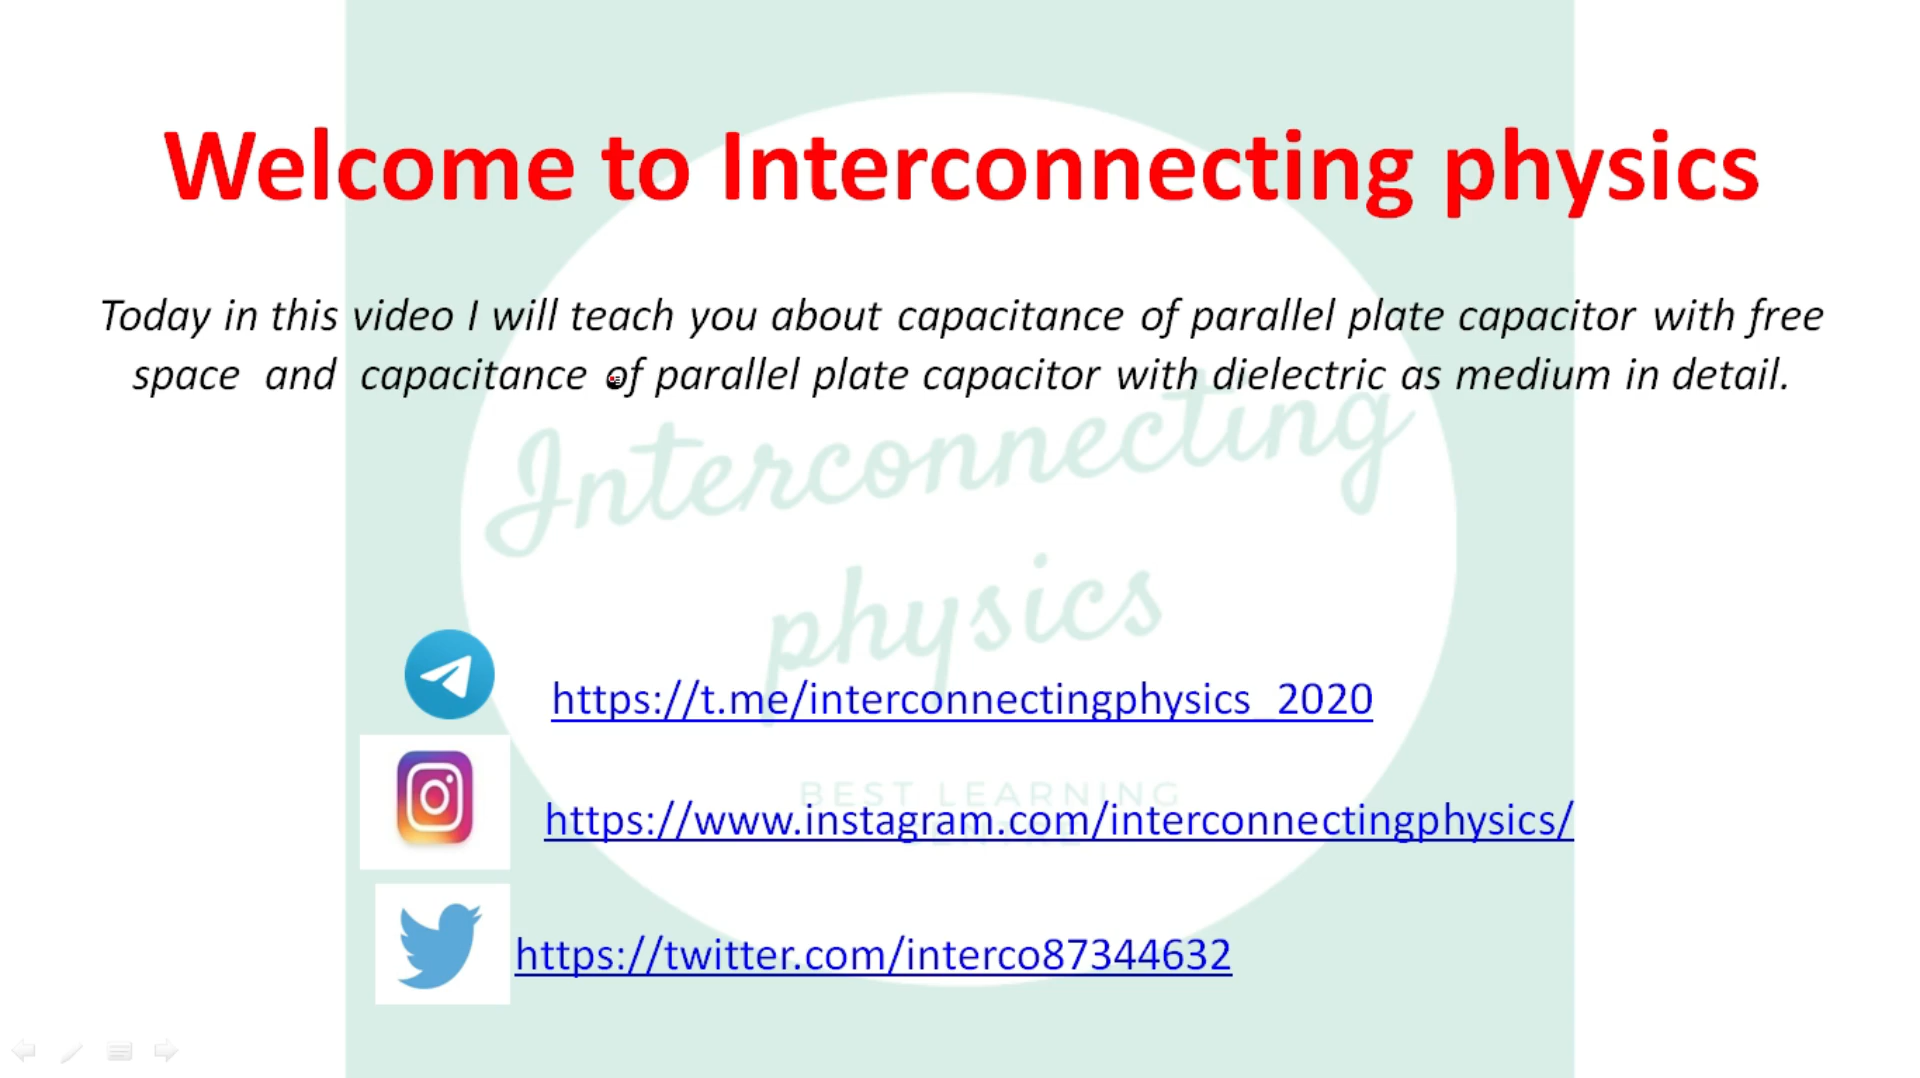 Welcome to Interconnecting physics
Today in this video I will teach you about capacitance of parallel plate capacitor with free
space and capacitance of parallel plate capacitor with dielectric as medium in detail.
Interconnecting
physics
https://t.me/interconnectingphysics_2020
BEST LEARNING
https://www.instagram.com/interconnectingphysics/
https://twitter.com/interco87344632